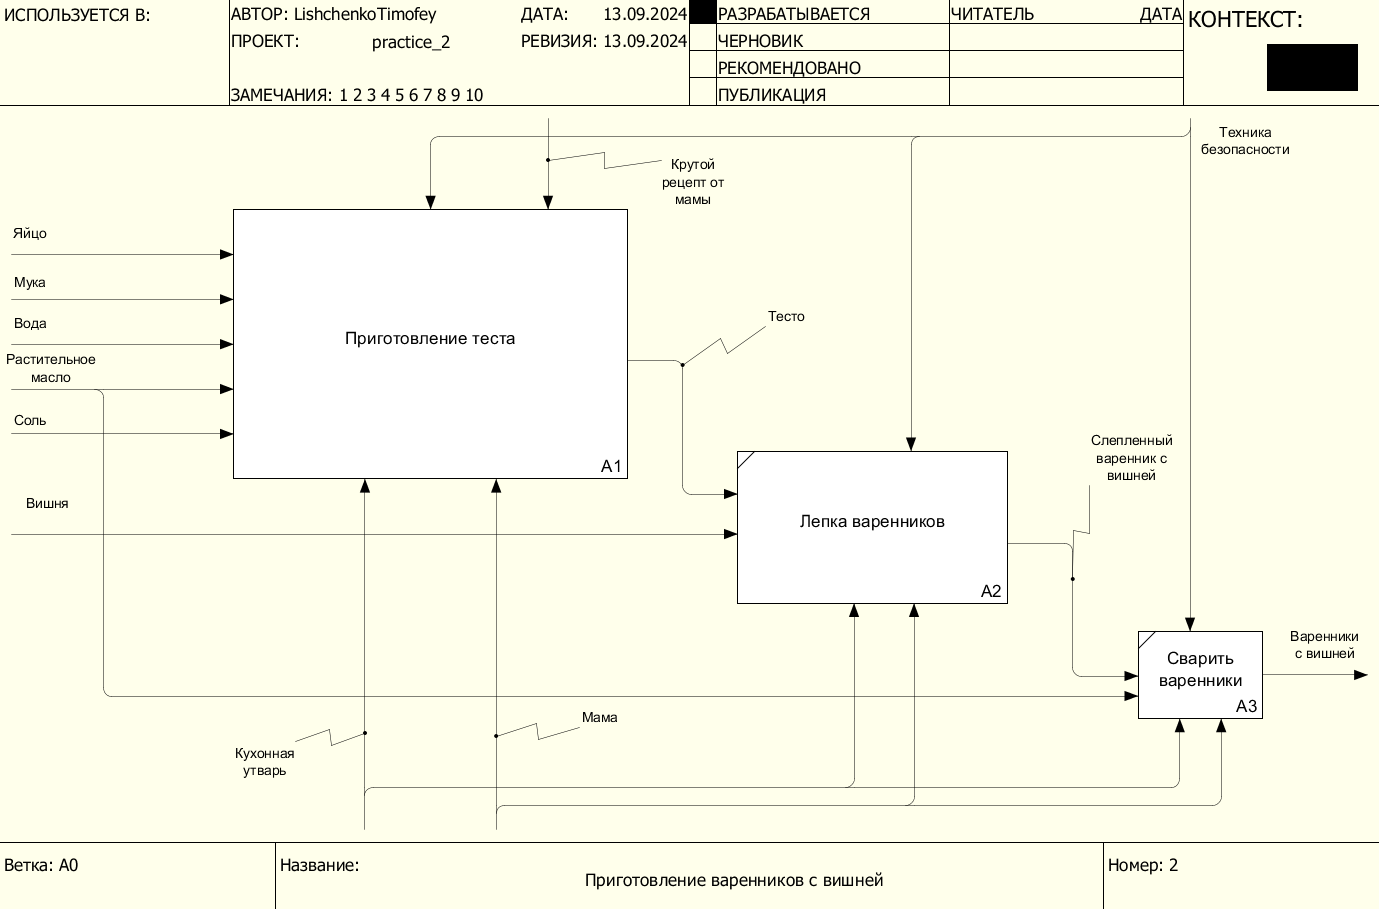 ИСПОЛЬЗУЕТСЯ В:
АВТОР: LishchenkoTimofey
ДАТА: 13.09.2024
ПРОЕКТ: practice_2
РЕВИЗИЯ: 13.09.2024
ЗАМЕЧАНИЯ: 1 2 3 4 5 6 7 8 9 10
РАЗРАБАТЫВАЕТСЯ
ЧЕРНОВИК
РЕКОМЕНДОВАНО
ПУБЛИКАЦИЯ
ЧИТАТЕЛЬ ДАТА
КОНТЕКСТ:
Техника
безопасности
Крутой
рецепт от
мамы
Яйцо
Мука
Вода
Растительное
масло
Соль
Приготовление теста
A1
Тесто
Вишня
Слепленный
варенник с
вишней
Лепка варенников
A2
Сварить
варенники
A3
Варенники
с вишней
Мама
Кухонная
утварь
Ветка: A0
Название:
Приготовление варенников с вишней
Номер: 2